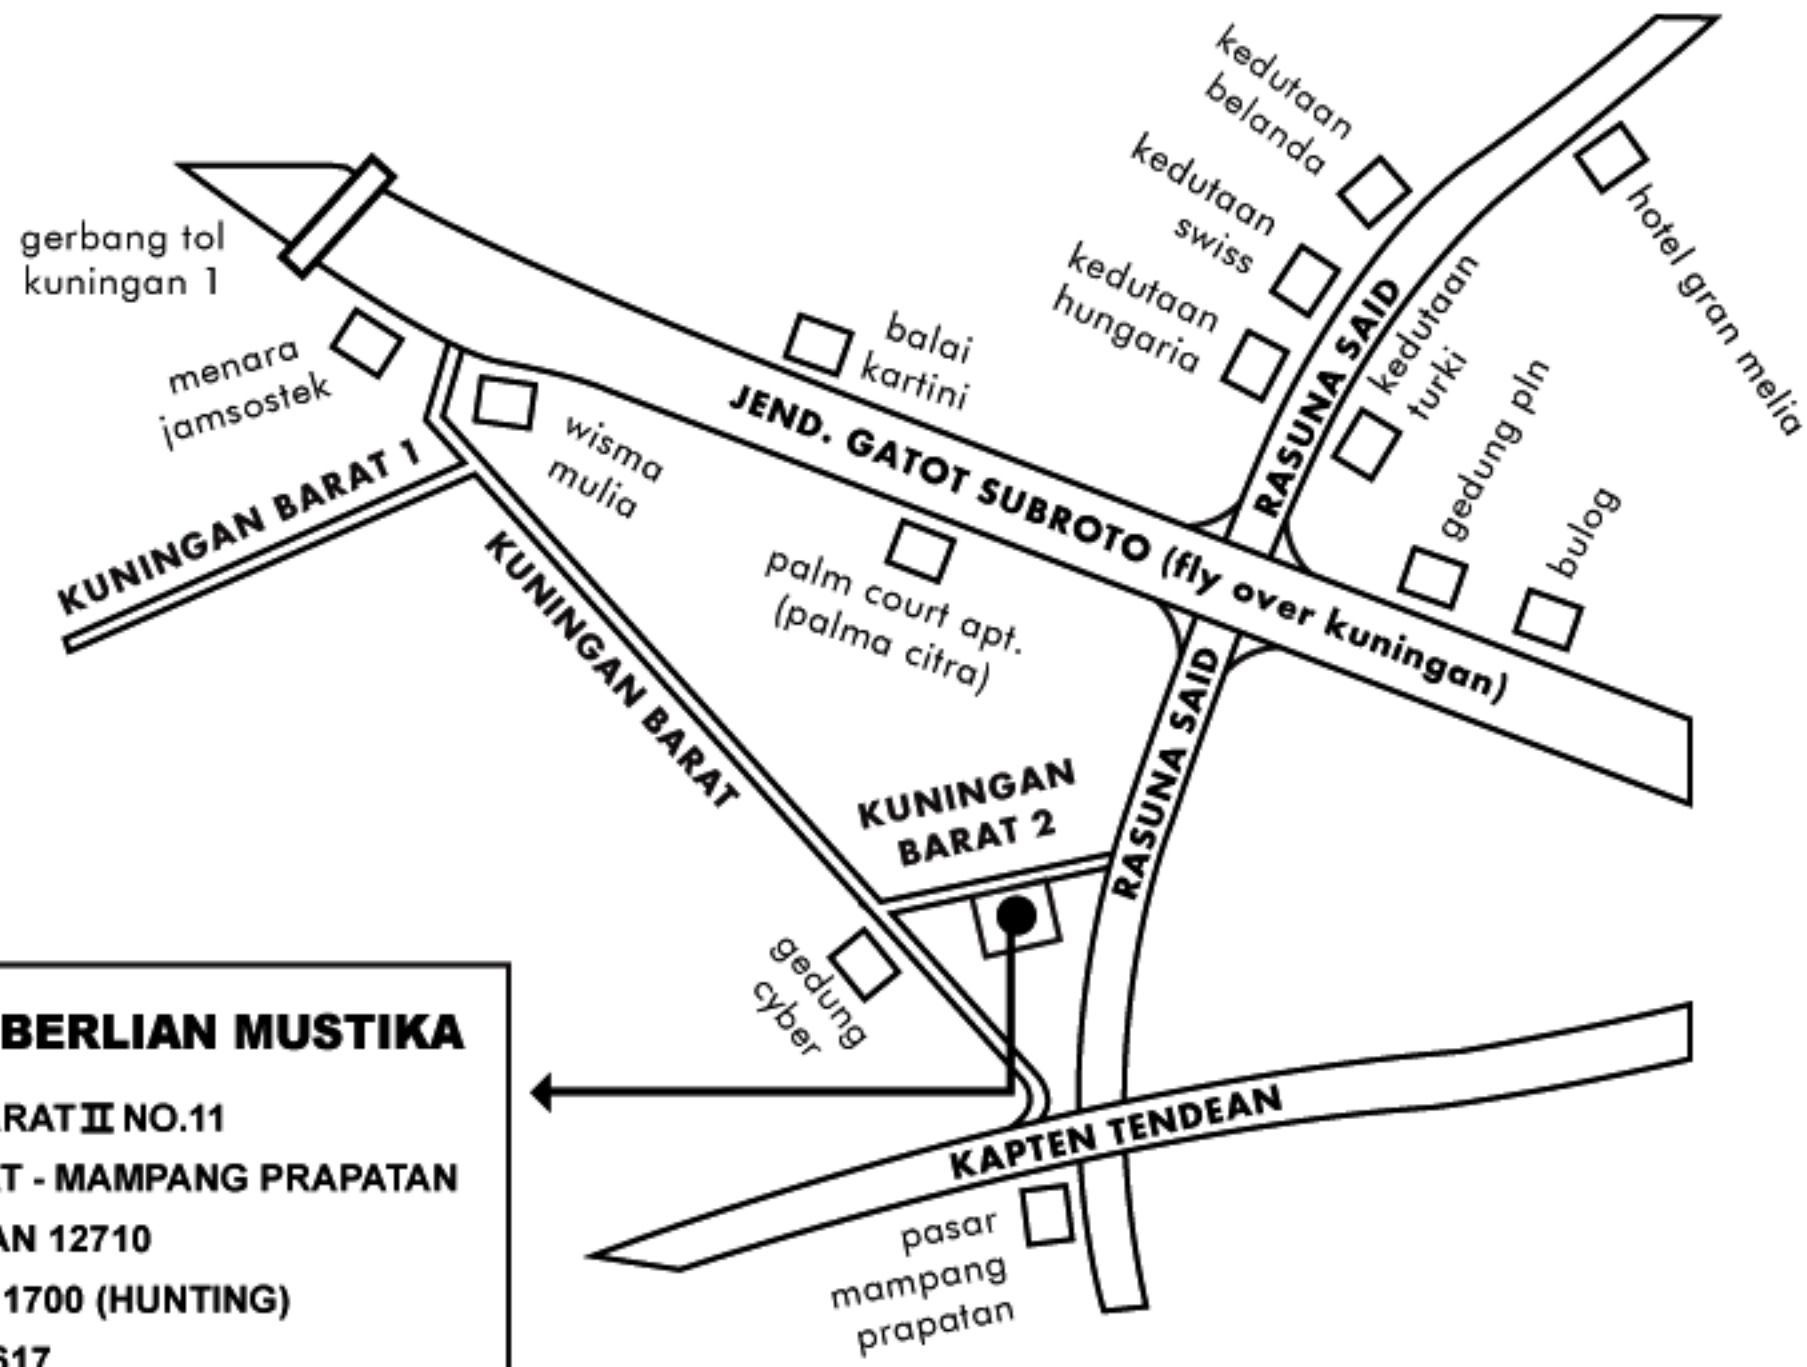 kedutaan
belanda
kedutaan
swiss
kedutaan
hungaria
hotel gran melia
RASUNA SAID
kedutaan
turki
gedung pln
bulog
gerbang tol
kuningan 1
menara
jamsostek
wisma
mulia
balai
kartini
JEND. GATOT SUBROTO (fly over kuningan)
KUNINGAN BARAT 1
KUNINGAN BARAT
palm court apt.
(palma citra)
RASUNA SAID
KUNINGAN
BARAT 2
gedung
cyber
KAPTEN TENDEAN
pasar
mampang
prapatan
BERLIAN MUSTIKA
RAT II NO.11
T - MAMPANG PRAPATAN
AN 12710
1700 (HUNTING)
617